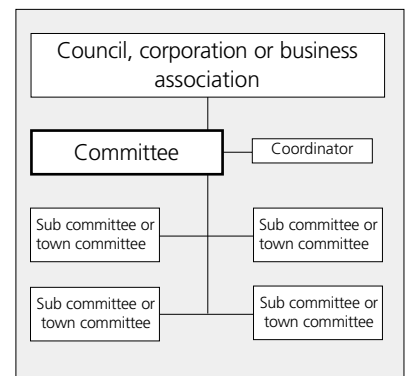 Council, corporation or business
association
Committee
Coordinator
Sub committee or
town committee
Sub committee or
town committee
Sub committee or
town committee
Sub committee or
town committee